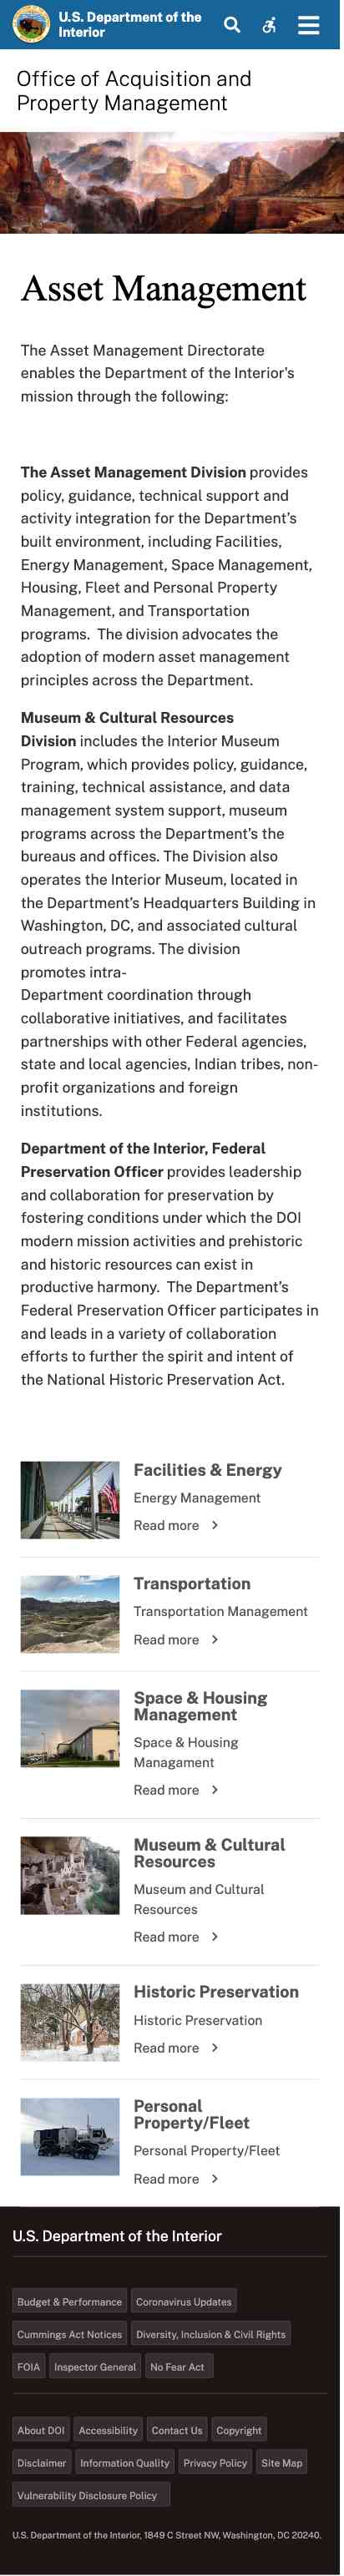 U.S. Department of the
Interior
Office of Acquisition and
Property Management
Asset Management
The Asset Management Directorate
enables the Department of the Interior's
mission through the following:
The Asset Management Division provides
policy, guidance, technical support and
activity integration for the Department's
built environment, including Facilities,
Energy Management, Space Management,
Housing, Fleet and Personal Property
Management, and Transportation
programs.  The division advocates the
adoption of modern asset management
principles across the Department.
Museum & Cultural Resources
Division includes the Interior Museum
Program, which provides policy, guidance,
training, technical assistance, and data
management system support, museum
programs across the Department's the
bureaus and offices. The Division also
operates the Interior Museum, located in
the Department's Headquarters Building in
Washington, DC, and associated cultural
outreach programs. The division
promotes intra-
Department coordination through
collaborative initiatives, and facilitates
partnerships with other Federal agencies,
state and local agencies, Indian tribes, non-
profit organizations and foreign
institutions.
Department of the Interior, Federal
Preservation Officer provides leadership
and collaboration for preservation by
fostering conditions under which the DOI
modern mission activities and prehistoric
and historic resources can exist in
productive harmony.  The Department's
Federal Preservation Officer participates in
and leads in a variety of collaboration
efforts to further the spirit and intent of
the National Historic Preservation Act.
Facilities & Energy
Energy Management
Read more
Transportation
Transportation Management
Read more
Space & Housing
Management
Space & Housing
Managament
Read more
Museum & Cultural
Resources
Museum and Cultural
Resources
Read more
Historic Preservation
Historic Preservation
Read more
Personal
Property/Fleet
Personal Property/Fleet
Read more
U.S. Department of the Interior
Budget & Performance Coronavirus Updates
Cummings Act Notices Diversity, Inclusion & Civil Rights
FOIA Inspector General No Fear Act
About DOI Accessibility Contact Us Copyright
Disclaimer Information Quality Privacy Policy Site Map
Vulnerability Disclosure Policy
U.S. Department of the Interior, 1849 C Street NW, Washington, DC 20240.